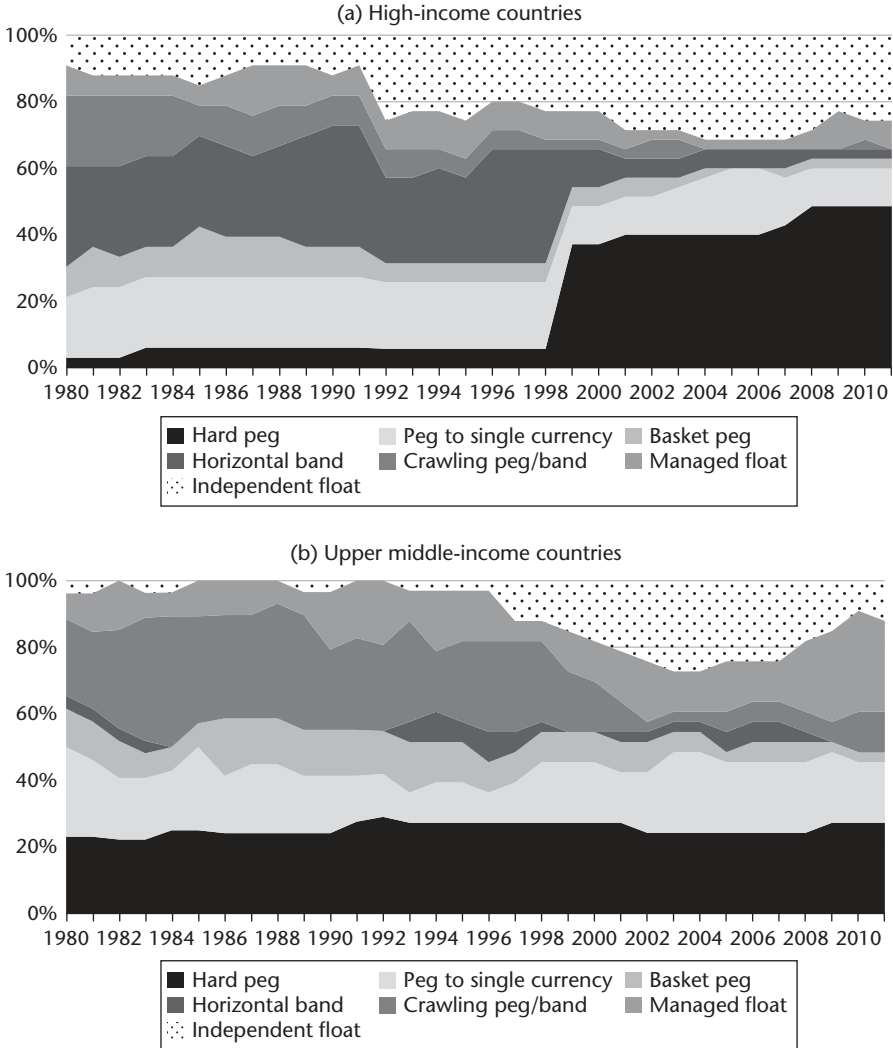 (a) High-income countries
100%
80%
60%
40%
20%
0%
1980 1982 1984 1986 1988 1990 1992 1994 1996 1998 2000 2002 2004 2006 2008 2010
Hard peg Peg to single currency Basket peg
Horizontal band Crawling peg/band Managed float
Independent float
(b) Upper middle-income countries
100%
80%
60%
40%
20%
0%
1980 1982 1984 1986 1988 1990 1992 1994 1996 1998 2000 2002 2004 2006 2008 2010
Hard peg Peg to single currency Basket peg
Horizontal band Crawling peg/band Managed float
Independent float